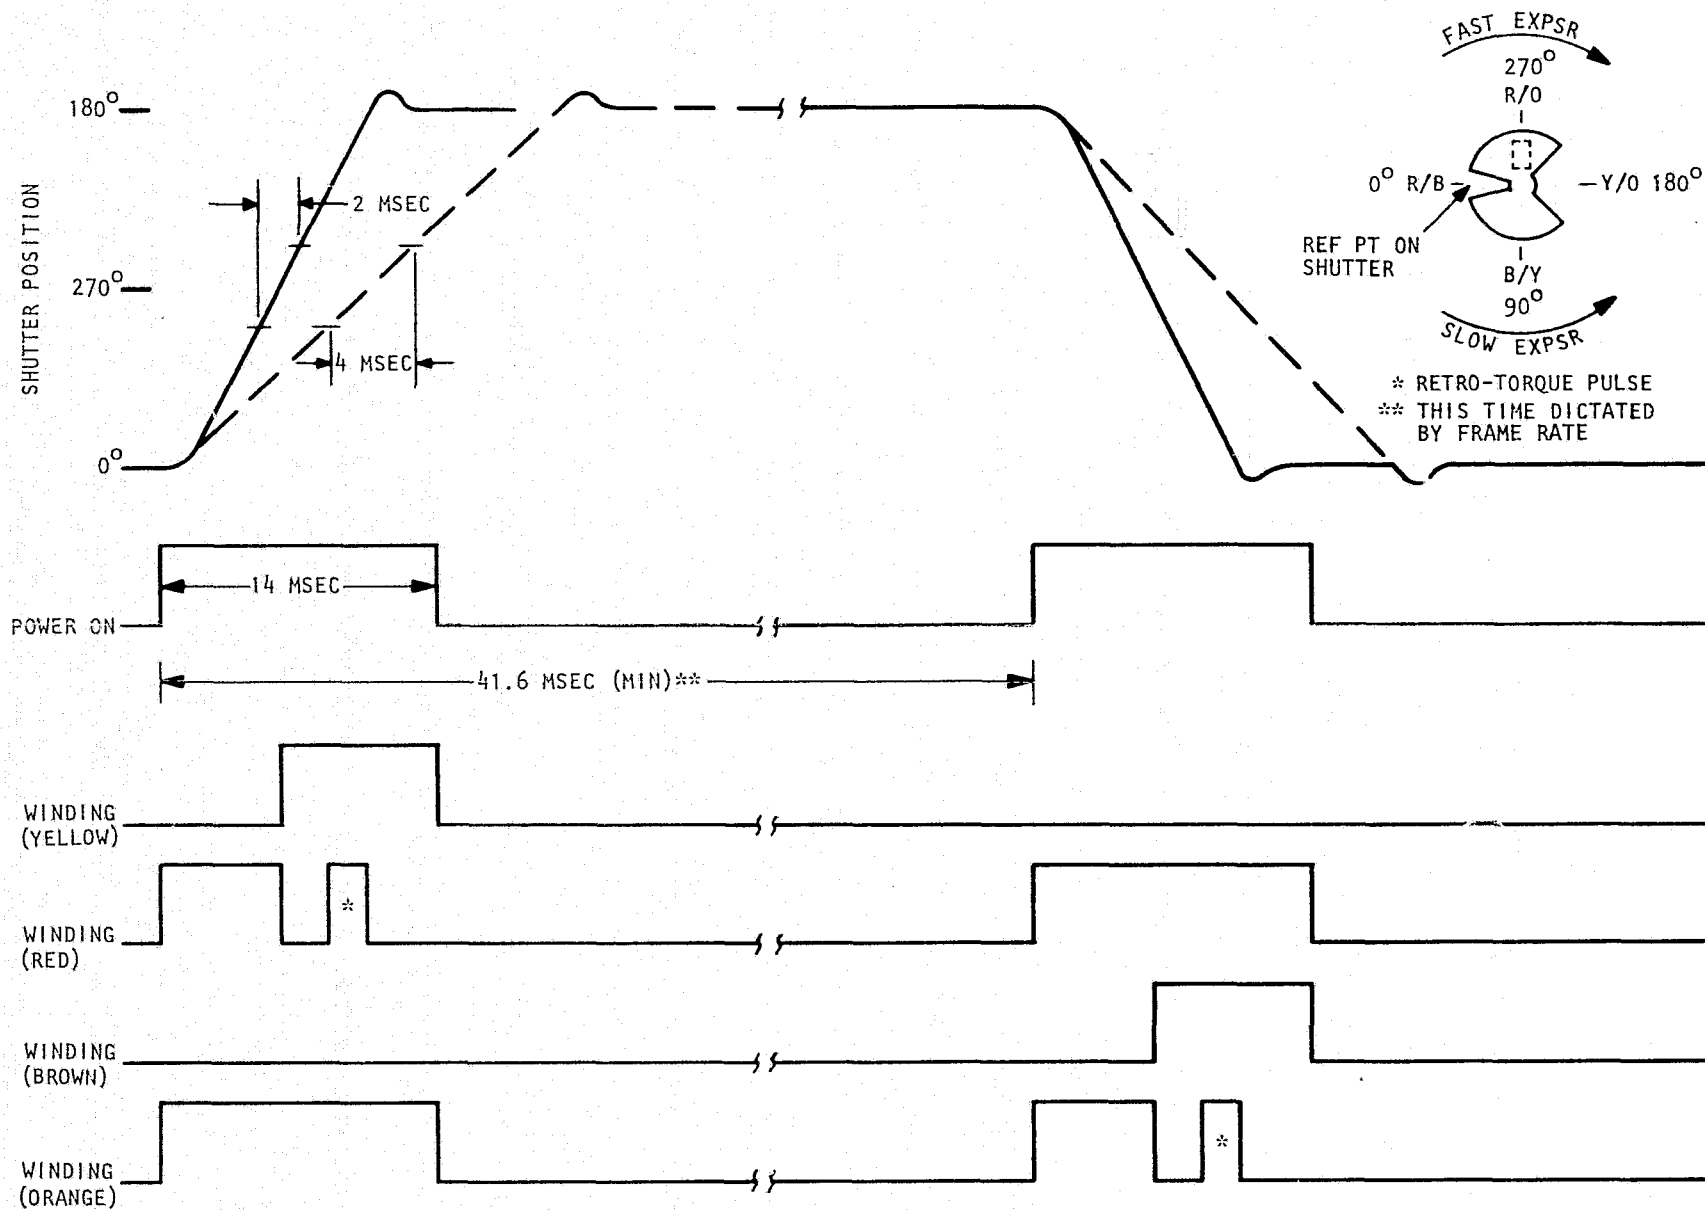 FAST EXPSR
270°
R/O
0° R/B
Y/O 180°
REF PT ON
SHUTTER
B/Y
90°
SLOW EXPSR
* RETRO-TORQUE PULSE
** THIS TIME DICTATED
BY FRAME RATE
SHUTTER POSITION
180°
2 MSEC
270°
4 MSEC
0°
14 MSEC
POWER ON
41.6 MSEC (MIN)**
WINDING
(YELLOW)
WINDING
(RED)
*
WINDING
(BROWN)
WINDING
(ORANGE)
*